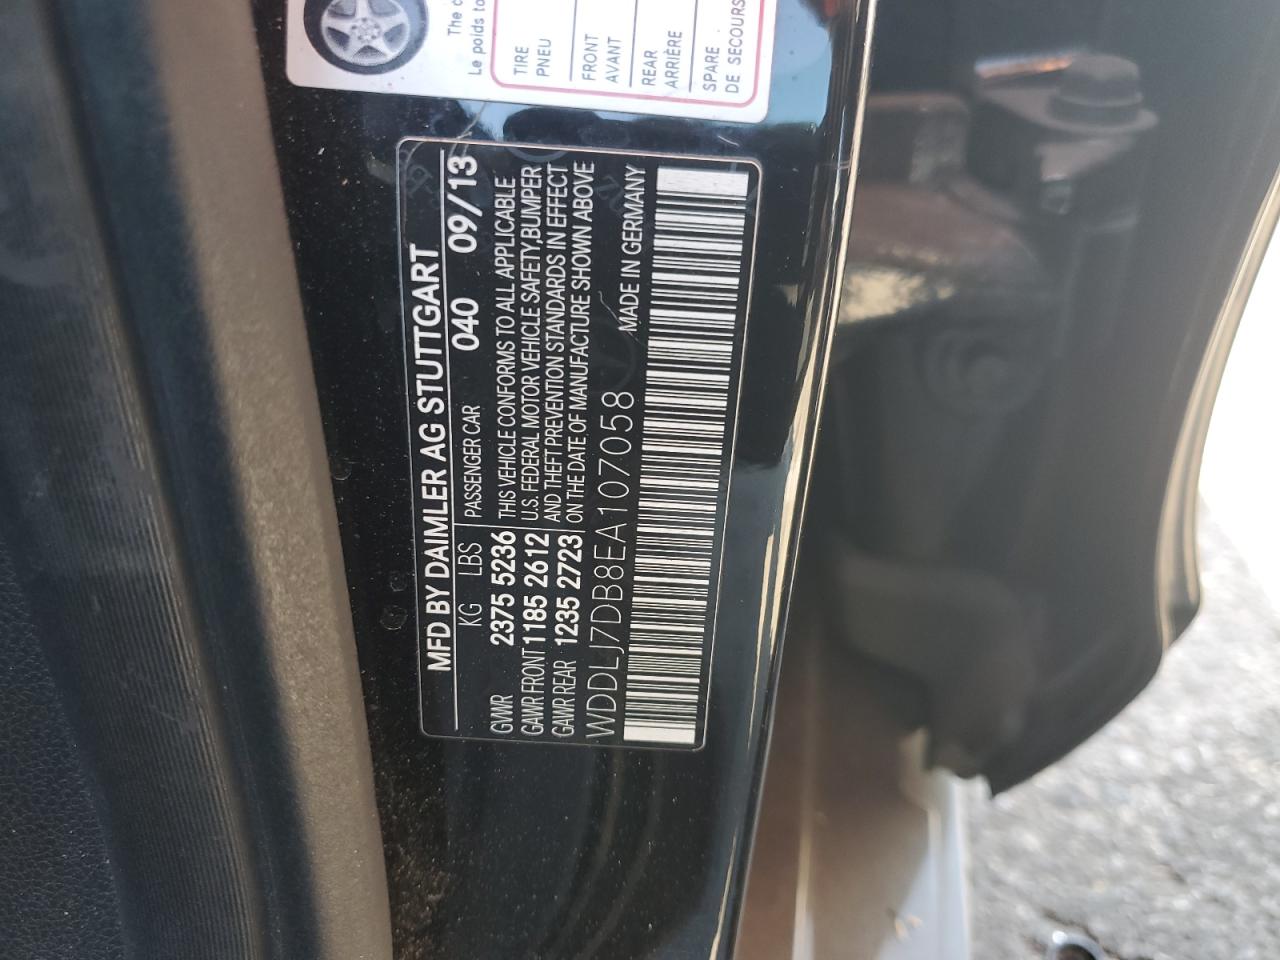 The
Le poids to
TIRE
PNEU
FRONT
AVANT
REAR
ARRIÈRE
SPARE
DE SECOURS
MFD BY DAIMLER AG STUTTGART
KG LBS PASSENGER CAR 040 09/13
GVWR 2375 5236 THIS VEHICLE CONFORMS TO ALL APPLICABLE
GAWR FRONT 1185 2612 U.S. FEDERAL MOTOR VEHICLE SAFETY,BUMPER
GAWR REAR 1235 2723 AND THEFT PREVENTION STANDARDS IN EFFECT
ON THE DATE OF MANUFACTURE SHOWN ABOVE
WDDLJ7DB8EA107058 MADE IN GERMANY